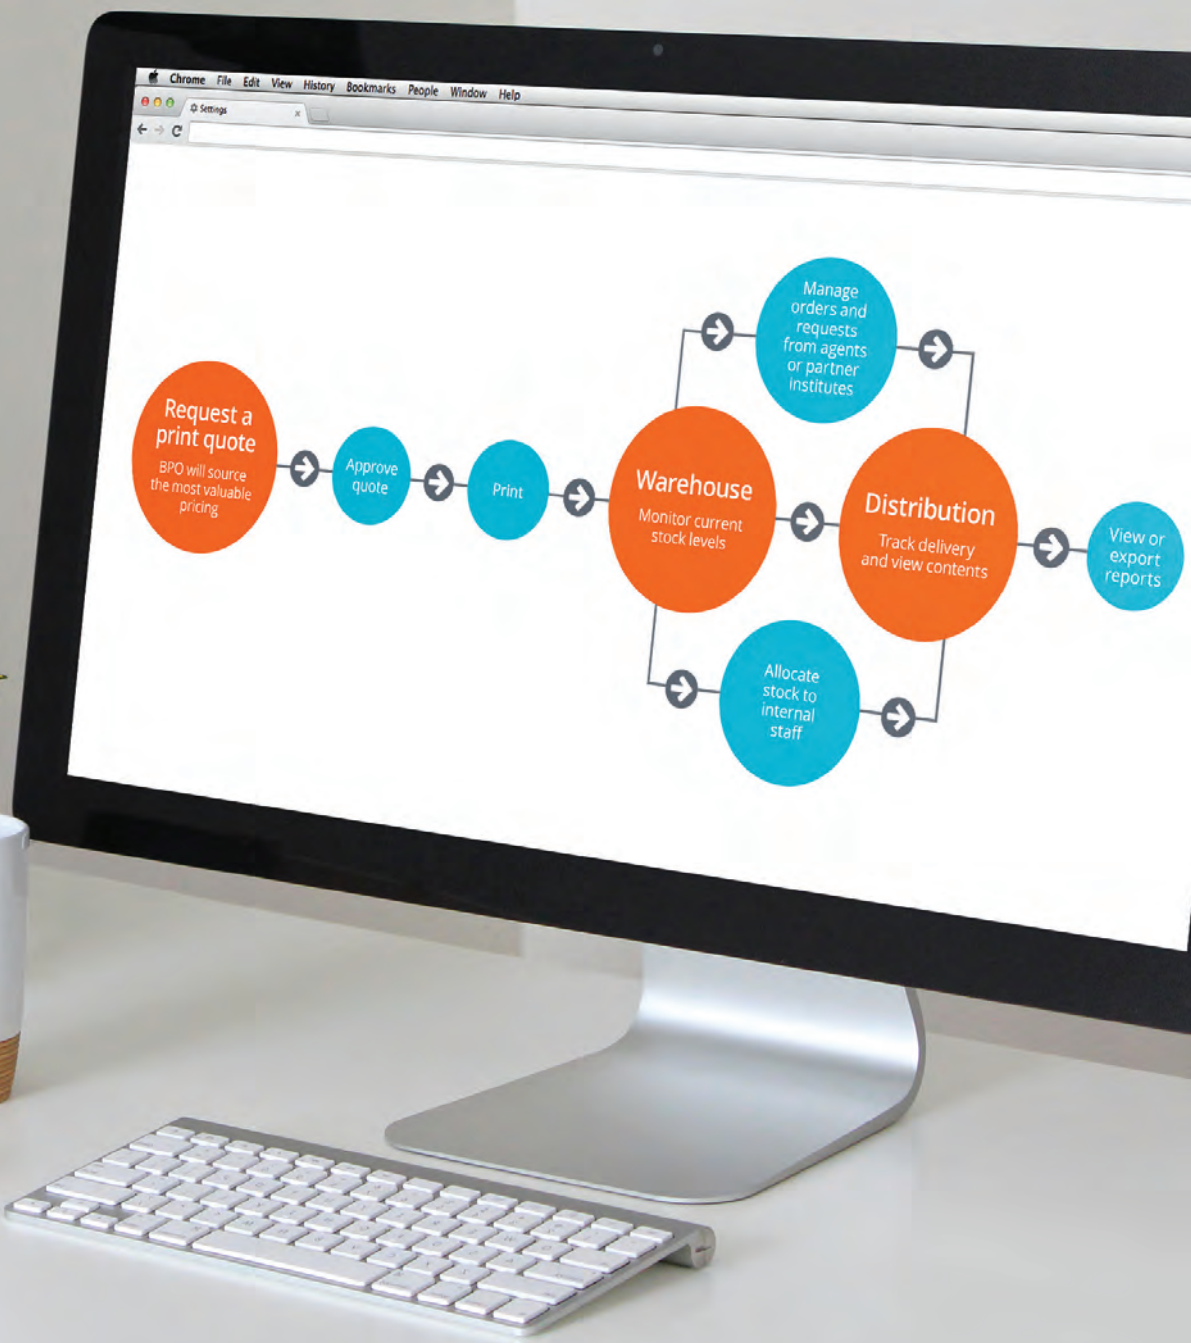 Chrome File Edit View History Bookmarks People Window Help
Settings
Request a
print quote
BPO will source
the most valuable
pricing
Approve
quote
Print
Warehouse
Monitor current
stock levels
Manage
orders and
requests
from agents
or partner
institutes
Allocate
stock to
internal
staff
Distribution
Track delivery
and view contents
View or
export
reports